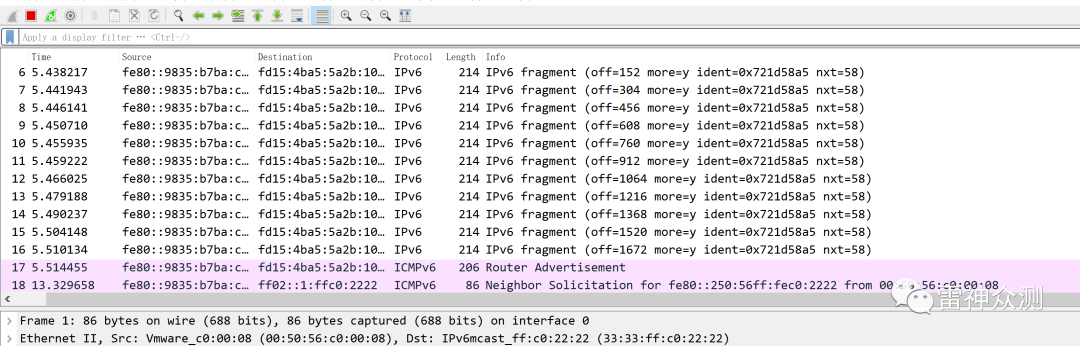 Apply a display filter … <Ctrl-/>
Time Source Destination Protocol Length Info
6 5.438217 fe80::9835:b7ba:c… fd15:4ba5:5a2b:10… IPv6 214 IPv6 fragment (off=152 more=y ident=0x721d58a5 nxt=58)
7 5.441943 fe80::9835:b7ba:c… fd15:4ba5:5a2b:10… IPv6 214 IPv6 fragment (off=304 more=y ident=0x721d58a5 nxt=58)
8 5.446141 fe80::9835:b7ba:c… fd15:4ba5:5a2b:10… IPv6 214 IPv6 fragment (off=456 more=y ident=0x721d58a5 nxt=58)
9 5.450710 fe80::9835:b7ba:c… fd15:4ba5:5a2b:10… IPv6 214 IPv6 fragment (off=608 more=y ident=0x721d58a5 nxt=58)
10 5.455935 fe80::9835:b7ba:c… fd15:4ba5:5a2b:10… IPv6 214 IPv6 fragment (off=760 more=y ident=0x721d58a5 nxt=58)
11 5.459222 fe80::9835:b7ba:c… fd15:4ba5:5a2b:10… IPv6 214 IPv6 fragment (off=912 more=y ident=0x721d58a5 nxt=58)
12 5.466025 fe80::9835:b7ba:c… fd15:4ba5:5a2b:10… IPv6 214 IPv6 fragment (off=1064 more=y ident=0x721d58a5 nxt=58)
13 5.479188 fe80::9835:b7ba:c… fd15:4ba5:5a2b:10… IPv6 214 IPv6 fragment (off=1216 more=y ident=0x721d58a5 nxt=58)
14 5.490237 fe80::9835:b7ba:c… fd15:4ba5:5a2b:10… IPv6 214 IPv6 fragment (off=1368 more=y ident=0x721d58a5 nxt=58)
15 5.504148 fe80::9835:b7ba:c… fd15:4ba5:5a2b:10… IPv6 214 IPv6 fragment (off=1520 more=y ident=0x721d58a5 nxt=58)
16 5.510134 fe80::9835:b7ba:c… fd15:4ba5:5a2b:10… IPv6 214 IPv6 fragment (off=1672 more=y ident=0x721d58a5 nxt=58)
17 5.514455 fe80::9835:b7ba:c… fd15:4ba5:5a2b:10… ICMPv6 206 Router Advertisement
18 13.329658 fe80::9835:b7ba:c… ff02::1:ffc0:2222 ICMPv6 86 Neighbor Solicitation for fe80::250:56ff:fec0:2222 from 00 56:c0:00:08
雷神众测
Frame 1: 86 bytes on wire (688 bits), 86 bytes captured (688 bits) on interface 0
Ethernet II, Src: Vmware_c0:00:08 (00:50:56:c0:00:08), Dst: IPv6mcast_ff:c0:22:22 (33:33:ff:c0:22:22)